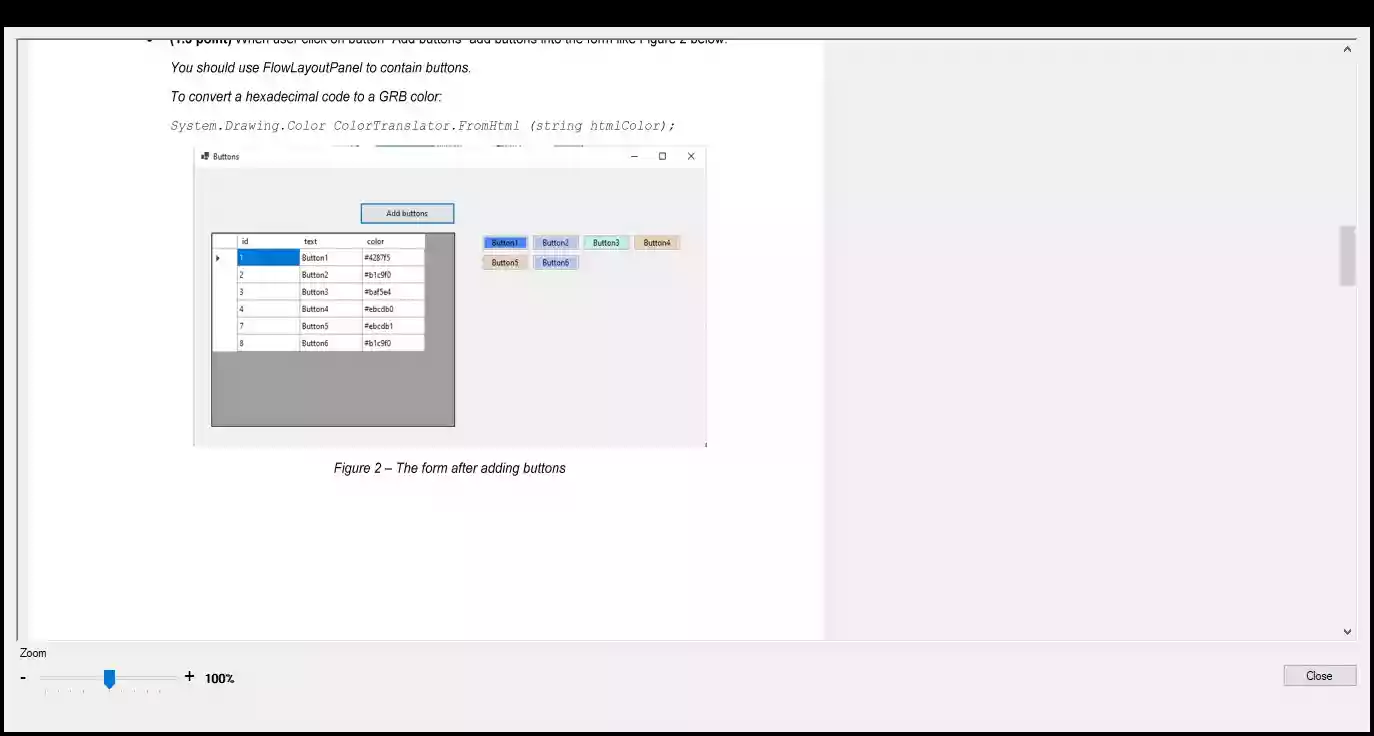 • (1.5 point) When user click on button "Add buttons" add buttons into the form like Figure 2 below.
You should use FlowLayoutPanel to contain buttons.
To convert a hexadecimal code to a GRB color:
System.Drawing.Color ColorTranslator.FromHtml (string htmlColor);
Buttons
Add buttons
id text color
1 Button1 #4287f5
2 Button2 #b1c9f0
3 Button3 #baf5e4
4 Button4 #ebcdb0
7 Button5 #ebcdb1
8 Button6 #b1c9f0
Button1 Button2 Button3 Button4
Button5 Button6
Figure 2 – The form after adding buttons
Zoom
- + 100%
Close